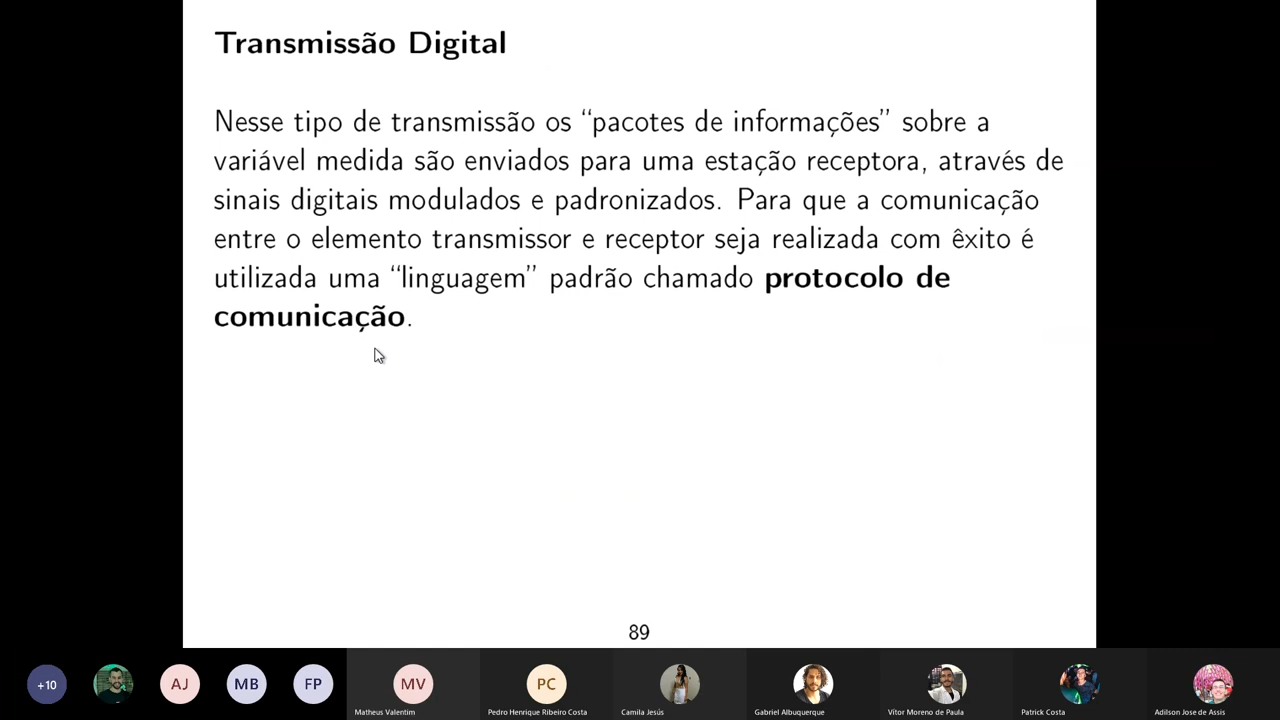 Transmissão Digital
Nesse tipo de transmissão os “pacotes de informações” sobre a
variável medida são enviados para uma estação receptora, através de
sinais digitais modulados e padronizados. Para que a comunicação
entre o elemento transmissor e receptor seja realizada com êxito é
utilizada uma “linguagem” padrão chamado protocolo de
comunicação.
89
+10
AJ
MB
FP
MV
PC
Matheus Valentim
Pedro Henrique Ribeiro Costa
Camila Jesús
Gabriel Albuquerque
Vítor Moreno de Paula
Patrick Costa
Adilson Jose de Assis